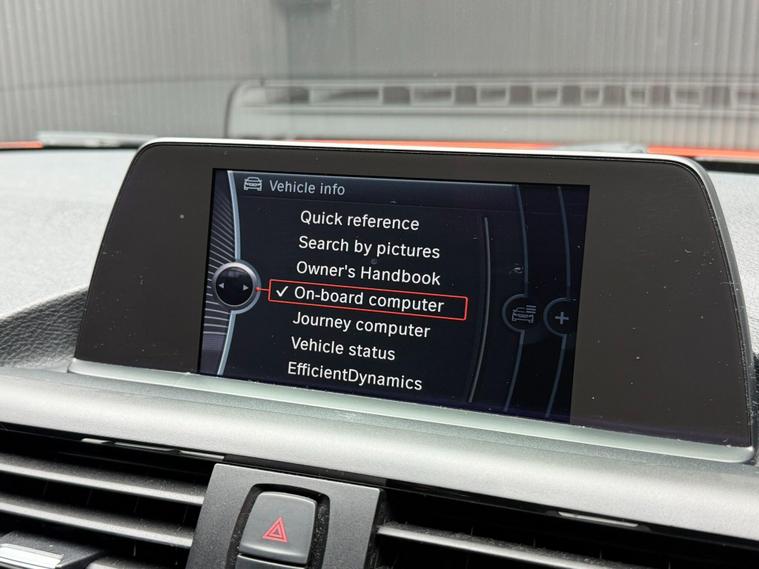 Vehicle info
Quick reference
Search by pictures
Owner's Handbook
✓ On-board computer
Journey computer
Vehicle status
EfficientDynamics